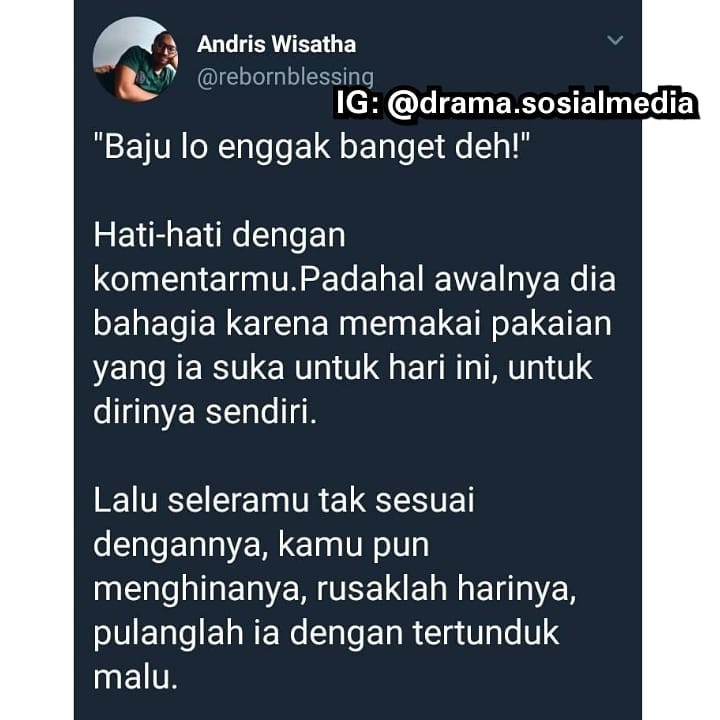 Andris Wisatha
@rebornblessing
IG: @drama.sosialmedia
"Baju lo enggak banget deh!"
Hati-hati dengan
komentarmu.Padahal awalnya dia
bahagia karena memakai pakaian
yang ia suka untuk hari ini, untuk
dirinya sendiri.
Lalu seleramu tak sesuai
dengannya, kamu pun
menghinanya, rusaklah harinya,
pulanglah ia dengan tertunduk
malu.